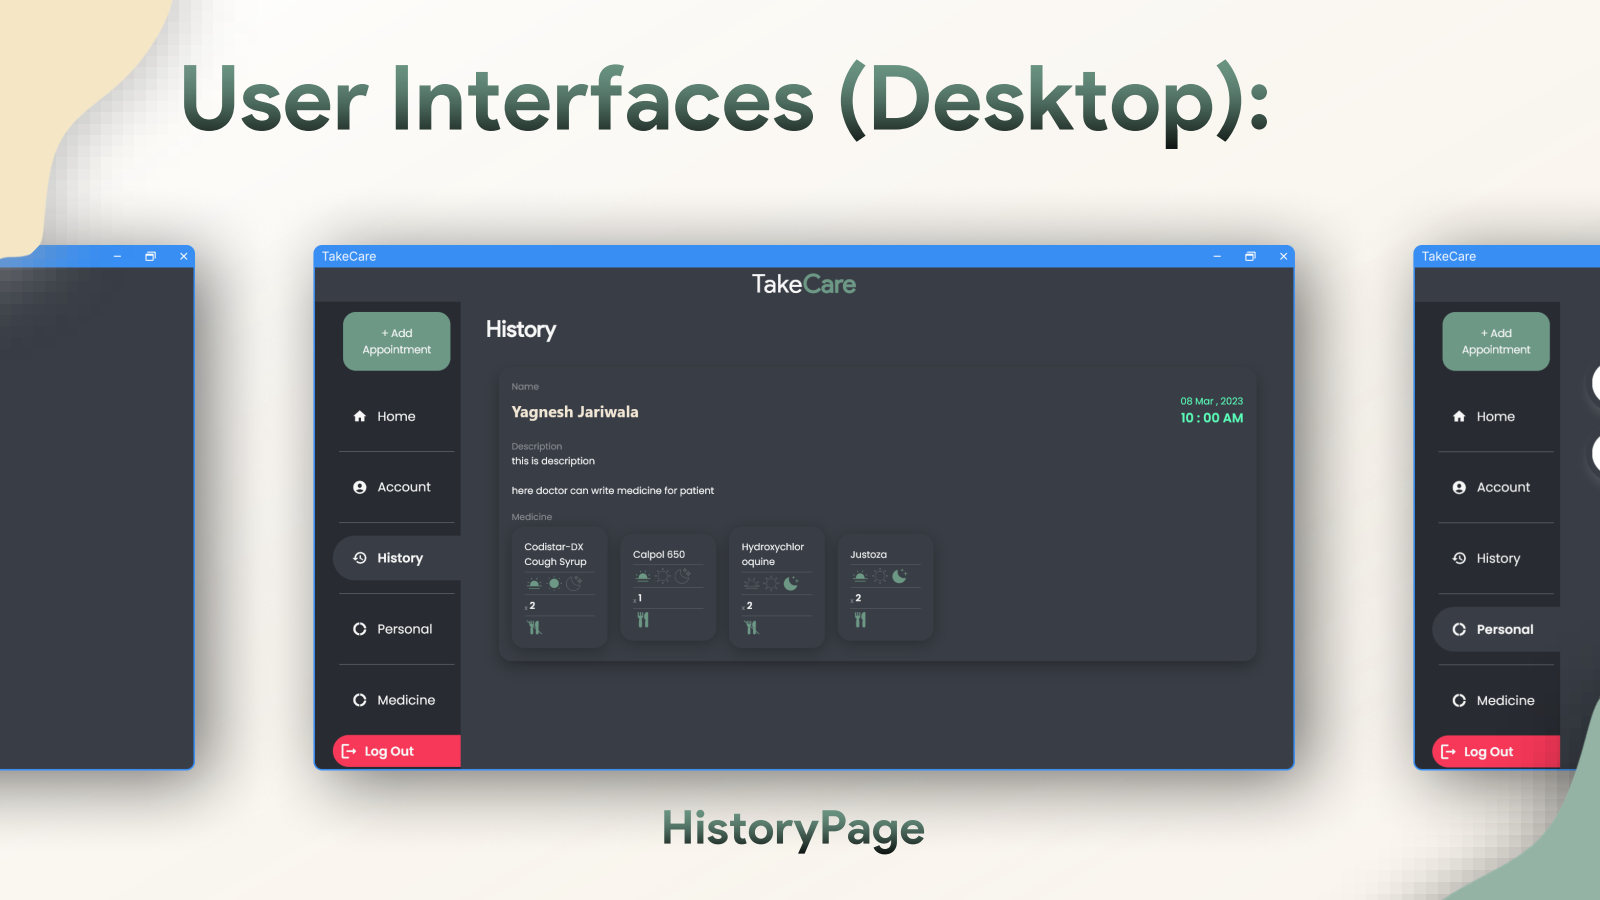 User Interfaces (Desktop):
TakeCare
TakeCare
+ Add
Appointment
Home
Account
History
Personal
Medicine
Log Out
History
Name
Yagnesh Jariwala
08 Mar , 2023
10 : 00 AM
Description
this is description
here doctor can write medicine for patient
Medicine
Codistar-DX
Cough Syrup
x 2
Calpol 650
x 1
Hydroxychlor
oquine
x 2
Justoza
x 2
TakeCare
+ Add
Appointment
Home
Account
History
Personal
Medicine
Log Out
HistoryPage